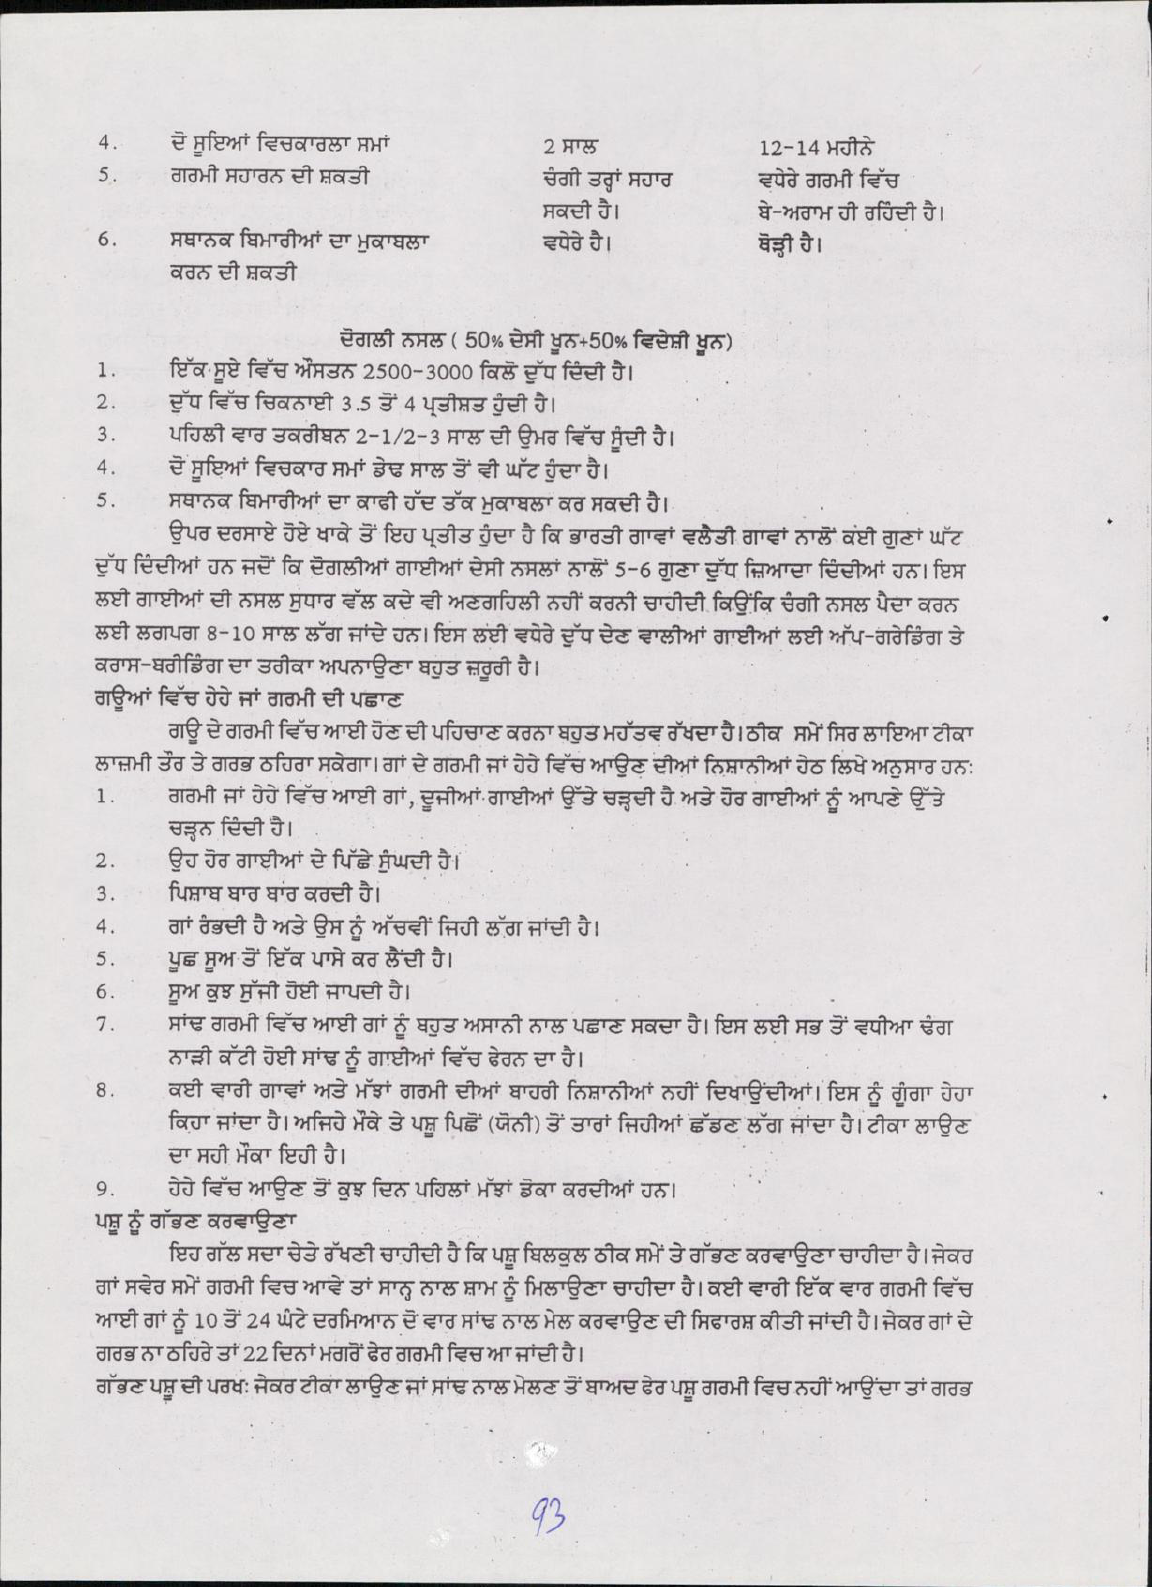 4. ਦੋ ਸੂਇਆਂ ਵਿਚਕਾਰਲਾ ਸਮਾਂ 2 ਸਾਲ 12-14 ਮਹੀਨੇ
5. ਗਰਮੀ ਸਹਾਰਨ ਦੀ ਸ਼ਕਤੀ ਚੰਗੀ ਤਰ੍ਹਾਂ ਸਹਾਰ ਵਧੇਰੇ ਗਰਮੀ ਵਿੱਚ
ਸਕਦੀ ਹੈ। ਬੇ-ਅਰਾਮ ਹੀ ਰਹਿੰਦੀ ਹੈ।
6. ਸਥਾਨਕ ਬਿਮਾਰੀਆਂ ਦਾ ਮੁਕਾਬਲਾ ਵਧੇਰੇ ਹੈ। ਥੋੜ੍ਹੀ ਹੈ।
ਕਰਨ ਦੀ ਸ਼ਕਤੀ
ਦੋਗਲੀ ਨਸਲ ( 50% ਦੇਸੀ ਖੂਨ+50% ਵਿਦੇਸ਼ੀ ਖੂਨ)
1. ਇੱਕ ਸੂਏ ਵਿੱਚ ਔਸਤਨ 2500-3000 ਕਿਲੋ ਦੁੱਧ ਦਿੰਦੀ ਹੈ।
2. ਦੁੱਧ ਵਿੱਚ ਚਿਕਨਾਈ 3.5 ਤੋਂ 4 ਪ੍ਰਤੀਸ਼ਤ ਹੁੰਦੀ ਹੈ।
3. ਪਹਿਲੀ ਵਾਰ ਤਕਰੀਬਨ 2-1/2-3 ਸਾਲ ਦੀ ਉਮਰ ਵਿੱਚ ਸੂੰਦੀ ਹੈ।
4. ਦੋ ਸੂਇਆਂ ਵਿਚਕਾਰ ਸਮਾਂ ਡੇਢ ਸਾਲ ਤੋਂ ਵੀ ਘੱਟ ਹੁੰਦਾ ਹੈ।
5. ਸਥਾਨਕ ਬਿਮਾਰੀਆਂ ਦਾ ਕਾਫੀ ਹੱਦ ਤੱਕ ਮੁਕਾਬਲਾ ਕਰ ਸਕਦੀ ਹੈ।
ਉਪਰ ਦਰਸਾਏ ਹੋਏ ਖਾਕੇ ਤੋਂ ਇਹ ਪ੍ਰਤੀਤ ਹੁੰਦਾ ਹੈ ਕਿ ਭਾਰਤੀ ਗਾਵਾਂ ਵਲੈਤੀ ਗਾਵਾਂ ਨਾਲੋਂ ਕਈ ਗੁਣਾਂ ਘੱਟ
ਦੁੱਧ ਦਿੰਦੀਆਂ ਹਨ ਜਦੋਂ ਕਿ ਦੋਗਲੀਆਂ ਗਾਈਆਂ ਦੇਸੀ ਨਸਲਾਂ ਨਾਲੋਂ 5-6 ਗੁਣਾ ਦੁੱਧ ਜ਼ਿਆਦਾ ਦਿੰਦੀਆਂ ਹਨ। ਇਸ
ਲਈ ਗਾਈਆਂ ਦੀ ਨਸਲ ਸੁਧਾਰ ਵੱਲ ਕਦੇ ਵੀ ਅਣਗਹਿਲੀ ਨਹੀਂ ਕਰਨੀ ਚਾਹੀਦੀ ਕਿਉਂਕਿ ਚੰਗੀ ਨਸਲ ਪੈਦਾ ਕਰਨ
ਲਈ ਲਗਪਗ 8-10 ਸਾਲ ਲੱਗ ਜਾਂਦੇ ਹਨ। ਇਸ ਲਈ ਵਧੇਰੇ ਦੁੱਧ ਦੇਣ ਵਾਲੀਆਂ ਗਾਈਆਂ ਲਈ ਅੱਪ-ਗਰੇਡਿੰਗ ਤੇ
ਕਰਾਸ-ਬਰੀਡਿੰਗ ਦਾ ਤਰੀਕਾ ਅਪਨਾਉਣਾ ਬਹੁਤ ਜ਼ਰੂਰੀ ਹੈ।
ਗਊਆਂ ਵਿੱਚ ਹੇਹੇ ਜਾਂ ਗਰਮੀ ਦੀ ਪਛਾਣ
ਗਊ ਦੇ ਗਰਮੀ ਵਿੱਚ ਆਈ ਹੋਣ ਦੀ ਪਹਿਚਾਣ ਕਰਨਾ ਬਹੁਤ ਮਹੱਤਵ ਰੱਖਦਾ ਹੈ। ਠੀਕ ਸਮੇਂ ਸਿਰ ਲਾਇਆ ਟੀਕਾ
ਲਾਜ਼ਮੀ ਤੌਰ ਤੇ ਗਰਭ ਠਹਿਰਾ ਸਕੇਗਾ। ਗਾਂ ਦੇ ਗਰਮੀ ਜਾਂ ਹੇਹੇ ਵਿੱਚ ਆਉਣ ਦੀਆਂ ਨਿਸ਼ਾਨੀਆਂ ਹੇਠ ਲਿਖੇ ਅਨੁਸਾਰ ਹਨ:
1. ਗਰਮੀ ਜਾਂ ਹੇਹੇ ਵਿੱਚ ਆਈ ਗਾਂ, ਦੂਜੀਆਂ ਗਾਈਆਂ ਉੱਤੇ ਚੜ੍ਹਦੀ ਹੈ ਅਤੇ ਹੋਰ ਗਾਈਆਂ ਨੂੰ ਆਪਣੇ ਉੱਤੇ
ਚੜ੍ਹਨ ਦਿੰਦੀ ਹੈ।
2. ਉਹ ਹੋਰ ਗਾਈਆਂ ਦੇ ਪਿੱਛੇ ਸੁੰਘਦੀ ਹੈ।
3. ਪਿਸ਼ਾਬ ਬਾਰ ਬਾਰ ਕਰਦੀ ਹੈ।
4. ਗਾਂ ਰੰਭਦੀ ਹੈ ਅਤੇ ਉਸ ਨੂੰ ਅੱਚਵੀਂ ਜਿਹੀ ਲੱਗ ਜਾਂਦੀ ਹੈ।
5. ਪੂਛ ਸੂਅ ਤੋਂ ਇੱਕ ਪਾਸੇ ਕਰ ਲੈਂਦੀ ਹੈ।
6. ਸੂਅ ਕੁਝ ਸੁੱਜੀ ਹੋਈ ਜਾਪਦੀ ਹੈ।
7. ਸਾਂਢ ਗਰਮੀ ਵਿੱਚ ਆਈ ਗਾਂ ਨੂੰ ਬਹੁਤ ਅਸਾਨੀ ਨਾਲ ਪਛਾਣ ਸਕਦਾ ਹੈ। ਇਸ ਲਈ ਸਭ ਤੋਂ ਵਧੀਆ ਢੰਗ
ਨਾੜੀ ਕੱਟੀ ਹੋਈ ਸਾਂਢ ਨੂੰ ਗਾਈਆਂ ਵਿੱਚ ਫੇਰਨ ਦਾ ਹੈ।
8. ਕਈ ਵਾਰੀ ਗਾਵਾਂ ਅਤੇ ਮੱਝਾਂ ਗਰਮੀ ਦੀਆਂ ਬਾਹਰੀ ਨਿਸ਼ਾਨੀਆਂ ਨਹੀਂ ਦਿਖਾਉਂਦੀਆਂ। ਇਸ ਨੂੰ ਗੂੰਗਾ ਹੇਹਾ
ਕਿਹਾ ਜਾਂਦਾ ਹੈ। ਅਜਿਹੇ ਮੌਕੇ ਤੇ ਪਸ਼ੂ ਪਿਛੋਂ (ਯੋਨੀ) ਤੋਂ ਤਾਰਾਂ ਜਿਹੀਆਂ ਛੱਡਣ ਲੱਗ ਜਾਂਦਾ ਹੈ। ਟੀਕਾ ਲਾਉਣ
ਦਾ ਸਹੀ ਮੌਕਾ ਇਹੀ ਹੈ।
9. ਹੇਹੇ ਵਿੱਚ ਆਉਣ ਤੋਂ ਕੁਝ ਦਿਨ ਪਹਿਲਾਂ ਮੱਝਾਂ ਡੋਕਾ ਕਰਦੀਆਂ ਹਨ।
ਪਸ਼ੂ ਨੂੰ ਗੱਭਣ ਕਰਵਾਉਣਾ
ਇਹ ਗੱਲ ਸਦਾ ਚੇਤੇ ਰੱਖਣੀ ਚਾਹੀਦੀ ਹੈ ਕਿ ਪਸ਼ੂ ਬਿਲਕੁਲ ਠੀਕ ਸਮੇਂ ਤੇ ਗੱਭਣ ਕਰਵਾਉਣਾ ਚਾਹੀਦਾ ਹੈ। ਜੇਕਰ
ਗਾਂ ਸਵੇਰ ਸਮੇਂ ਗਰਮੀ ਵਿਚ ਆਵੇ ਤਾਂ ਸਾਨ੍ਹ ਨਾਲ ਸ਼ਾਮ ਨੂੰ ਮਿਲਾਉਣਾ ਚਾਹੀਦਾ ਹੈ। ਕਈ ਵਾਰੀ ਇੱਕ ਵਾਰ ਗਰਮੀ ਵਿੱਚ
ਆਈ ਗਾਂ ਨੂੰ 10 ਤੋਂ 24 ਘੰਟੇ ਦਰਮਿਆਨ ਦੋ ਵਾਰ ਸਾਂਢ ਨਾਲ ਮੇਲ ਕਰਵਾਉਣ ਦੀ ਸਿਫਾਰਸ਼ ਕੀਤੀ ਜਾਂਦੀ ਹੈ। ਜੇਕਰ ਗਾਂ ਦੇ
ਗਰਭ ਨਾ ਠਹਿਰੇ ਤਾਂ 22 ਦਿਨਾਂ ਮਗਰੋਂ ਫੇਰ ਗਰਮੀ ਵਿਚ ਆ ਜਾਂਦੀ ਹੈ।
ਗੱਭਣ ਪਸ਼ੂ ਦੀ ਪਰਖ: ਜੇਕਰ ਟੀਕਾ ਲਾਉਣ ਜਾਂ ਸਾਂਢ ਨਾਲ ਮੇਲਣ ਤੋਂ ਬਾਅਦ ਫੇਰ ਪਸ਼ੂ ਗਰਮੀ ਵਿਚ ਨਹੀਂ ਆਉਂਦਾ ਤਾਂ ਗਰਭ
93